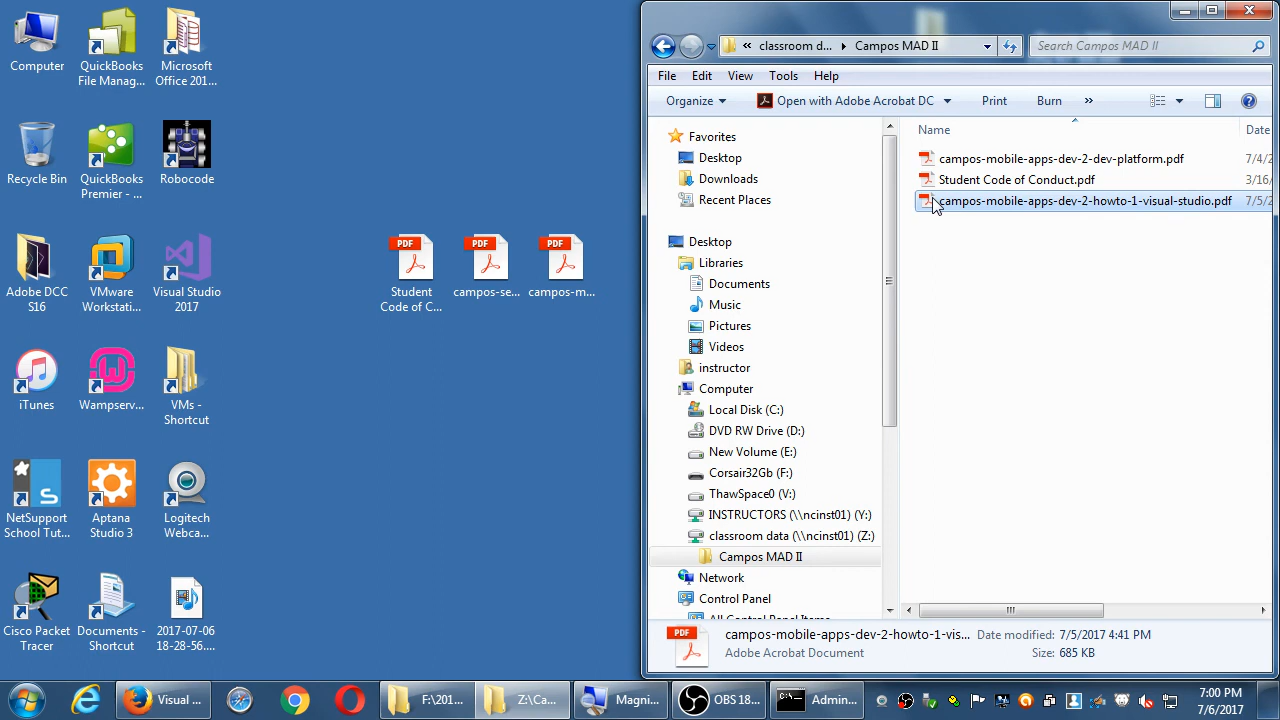 Computer
QuickBooks
File Manag...
Microsoft
Office 201...
Recycle Bin
QuickBooks
Premier - ...
Robocode
Adobe DCC
S16
VMware
Workstati...
Visual Studio
2017
iTunes
Wampserv...
VMs -
Shortcut
NetSupport
School Tut...
Aptana
Studio 3
Logitech
Webca...
Cisco Packet
Tracer
Documents -
Shortcut
2017-07-06
18-28-56....
PDF
Student
Code of C...
PDF
campos-se...
PDF
campos-m...
« classroom d... Campos MAD II
Search Campos MAD II
File Edit View Tools Help
Organize Open with Adobe Acrobat DC Print Burn »
Favorites
Desktop
Downloads
Recent Places
Desktop
Libraries
Documents
Music
Pictures
Videos
instructor
Computer
Local Disk (C:)
DVD RW Drive (D:)
New Volume (E:)
Corsair32Gb (F:)
ThawSpace0 (V:)
INSTRUCTORS (\\ncinst01) (Y:)
classroom data (\\ncinst01) (Z:)
Campos MAD II
Network
Control Panel
All Control Panel Items
Name Date
campos-mobile-apps-dev-2-dev-platform.pdf 7/4/2
Student Code of Conduct.pdf 3/16/
campos-mobile-apps-dev-2-howto-1-visual-studio.pdf 7/5/2
PDF
campos-mobile-apps-dev-2-howto-1-vis... Date modified: 7/5/2017 4:41 PM
Adobe Acrobat Document Size: 685 KB
Visual ...
F:\201...
Z:\Ca...
Magni...
OBS 18....
Admin...
7:00 PM
7/6/2017